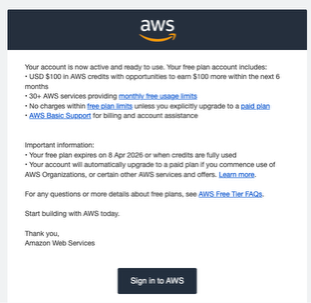 aws
Your account is now active and ready to use. Your free plan account includes:
• USD $100 in AWS credits with opportunities to earn $100 more within the next 6
months
• 30+ AWS services providing monthly free usage limits
• No charges within free plan limits unless you explicitly upgrade to a paid plan
• AWS Basic Support for billing and account assistance
Important information:
• Your free plan expires on 8 Apr 2026 or when credits are fully used
• Your account will automatically upgrade to a paid plan if you commence use of
AWS Organizations, or certain other AWS services and offers. Learn more.
For any questions or more details about free plans, see AWS Free Tier FAQs.
Start building with AWS today.
Thank you,
Amazon Web Services
Sign in to AWS